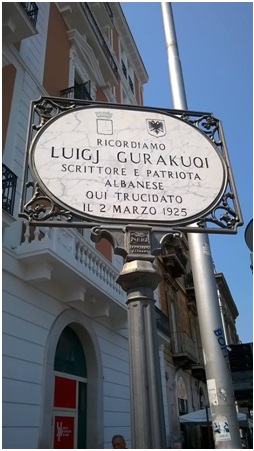 RICORDIAMO
LUIGJ GURAKUQI
SCRITTORE E PATRIOTA
ALBANESE
QUI TRUCIDATO
IL 2 MARZO 1925